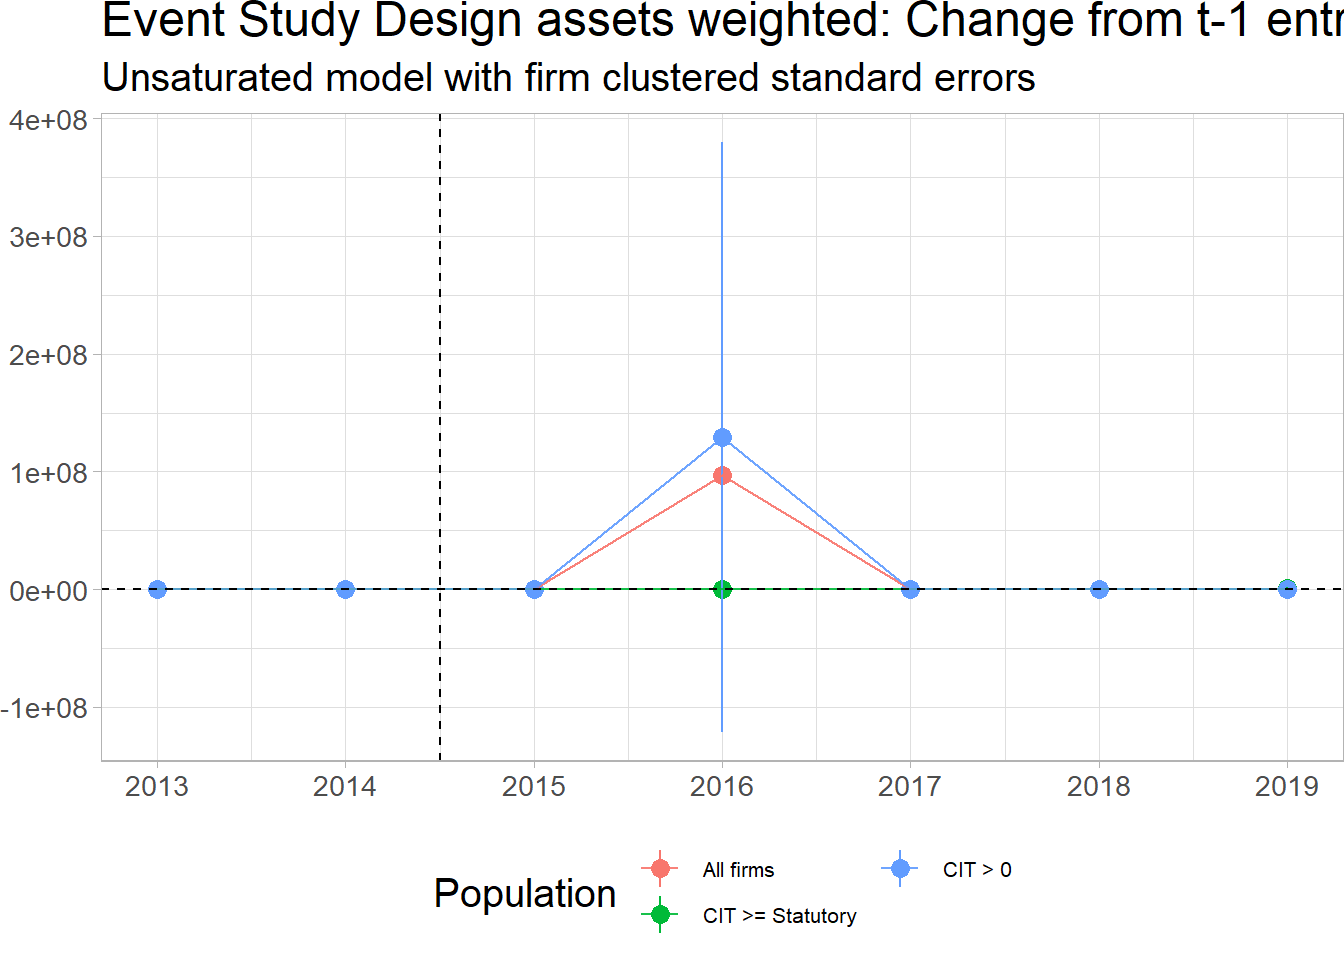 Event Study Design assets weighted: Change from t-1 entr
Unsaturated model with firm clustered standard errors
4e+08
3e+08
2e+08
1e+08
0e+00
-1e+08
2013 2014 2015 2016 2017 2018 2019
Population
All firms
CIT >= Statutory
CIT > 0